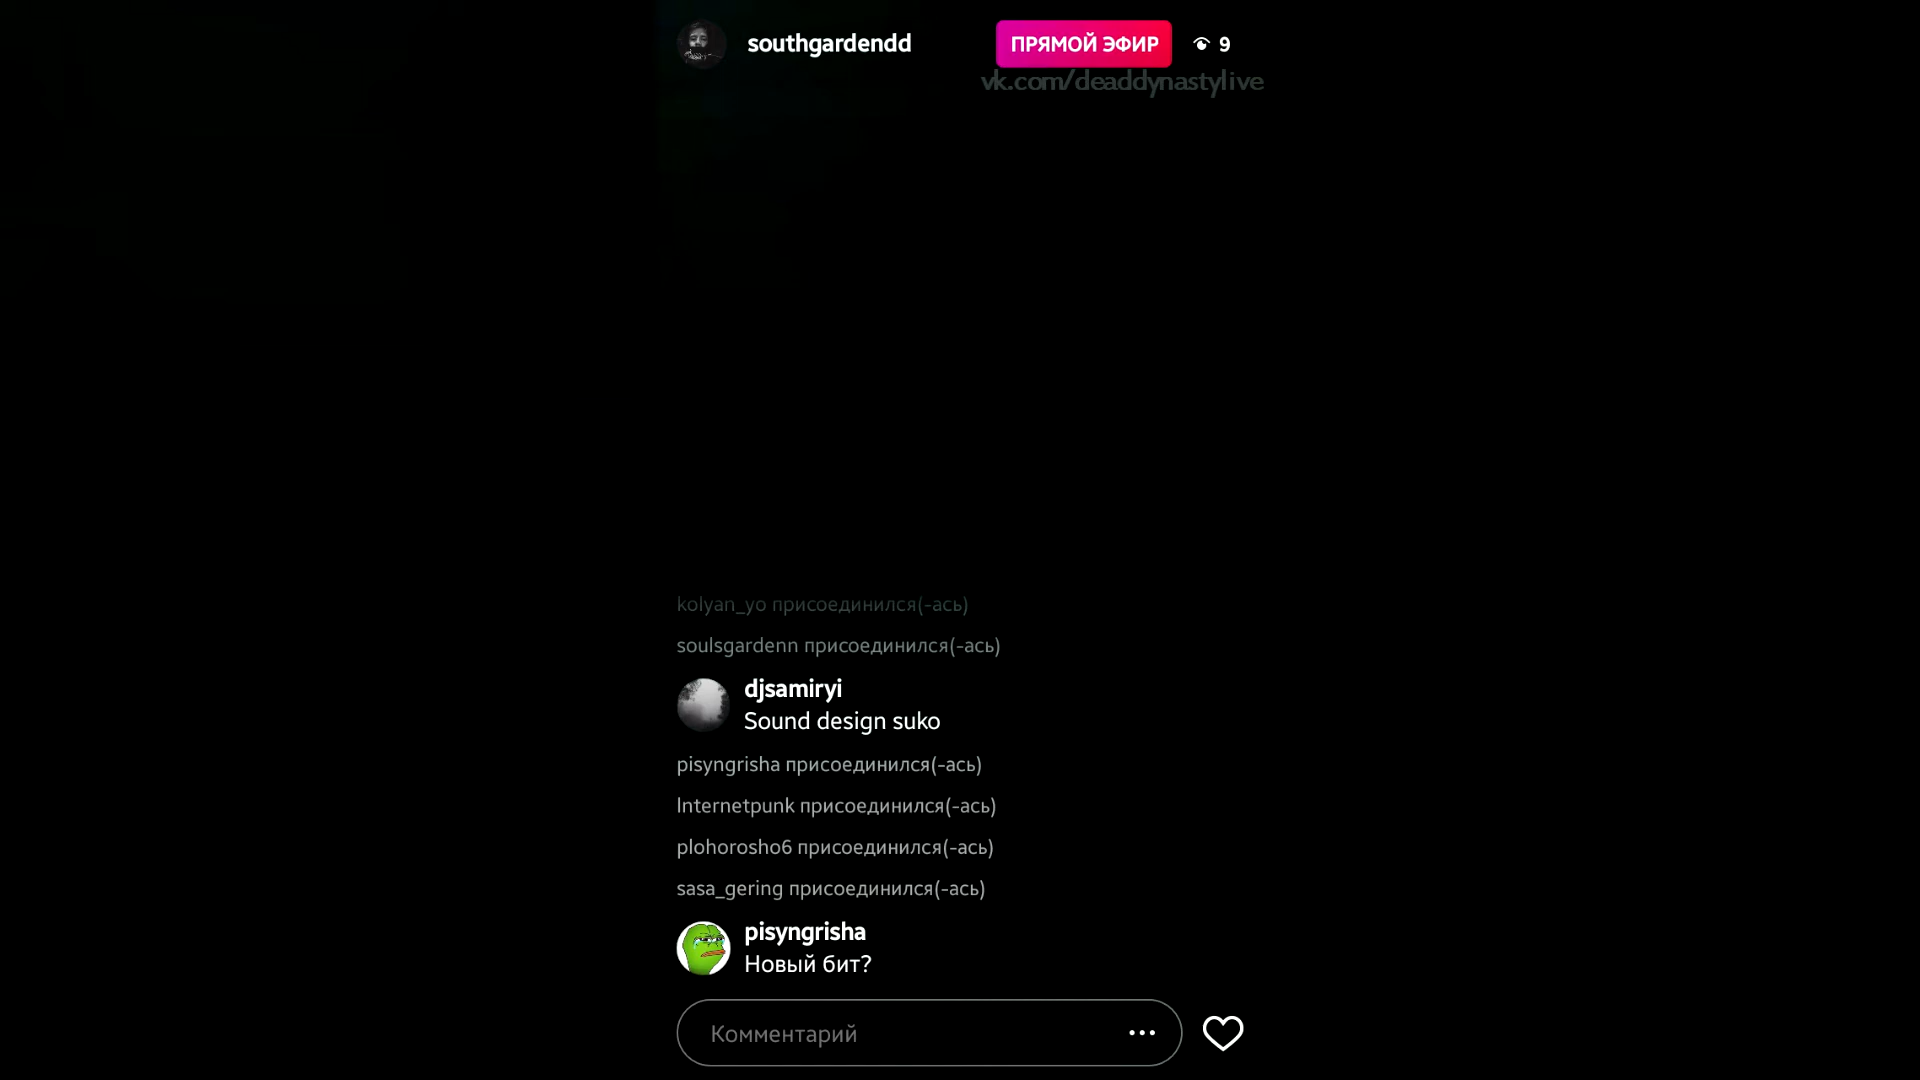 southgardendd
ПРЯМОЙ ЭФИР
9
vk.com/deaddynastylive
kolyan_yo присоединился(-ась)
soulsgardenn присоединился(-ась)
djsamiryi
Sound design suko
pisyngrisha присоединился(-ась)
lnternetpunk присоединился(-ась)
plohorosho6 присоединился(-ась)
sasa_gering присоединился(-ась)
pisyngrisha
Новый бит?
Комментарий